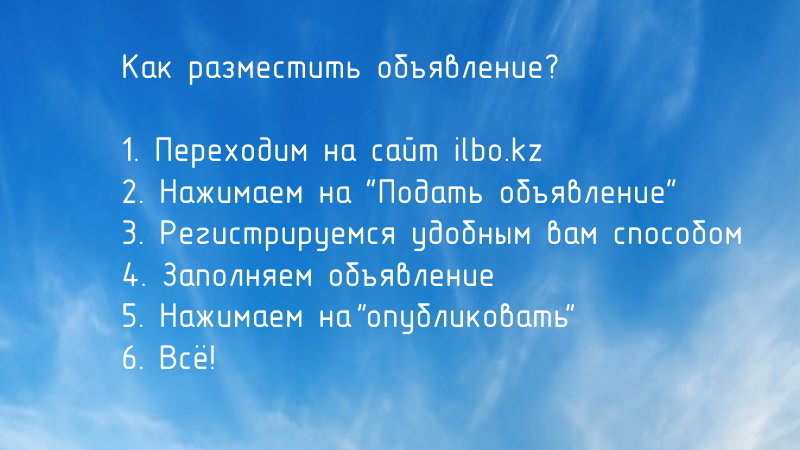 Как разместить объявление?
1. Переходим на сайт ilbo.kz
2. Нажимаем на "Подать объявление"
3. Регистрируемся удобным вам способом
4. Заполняем объявление
5. Нажимаем на "опубликовать"
6. Всё!